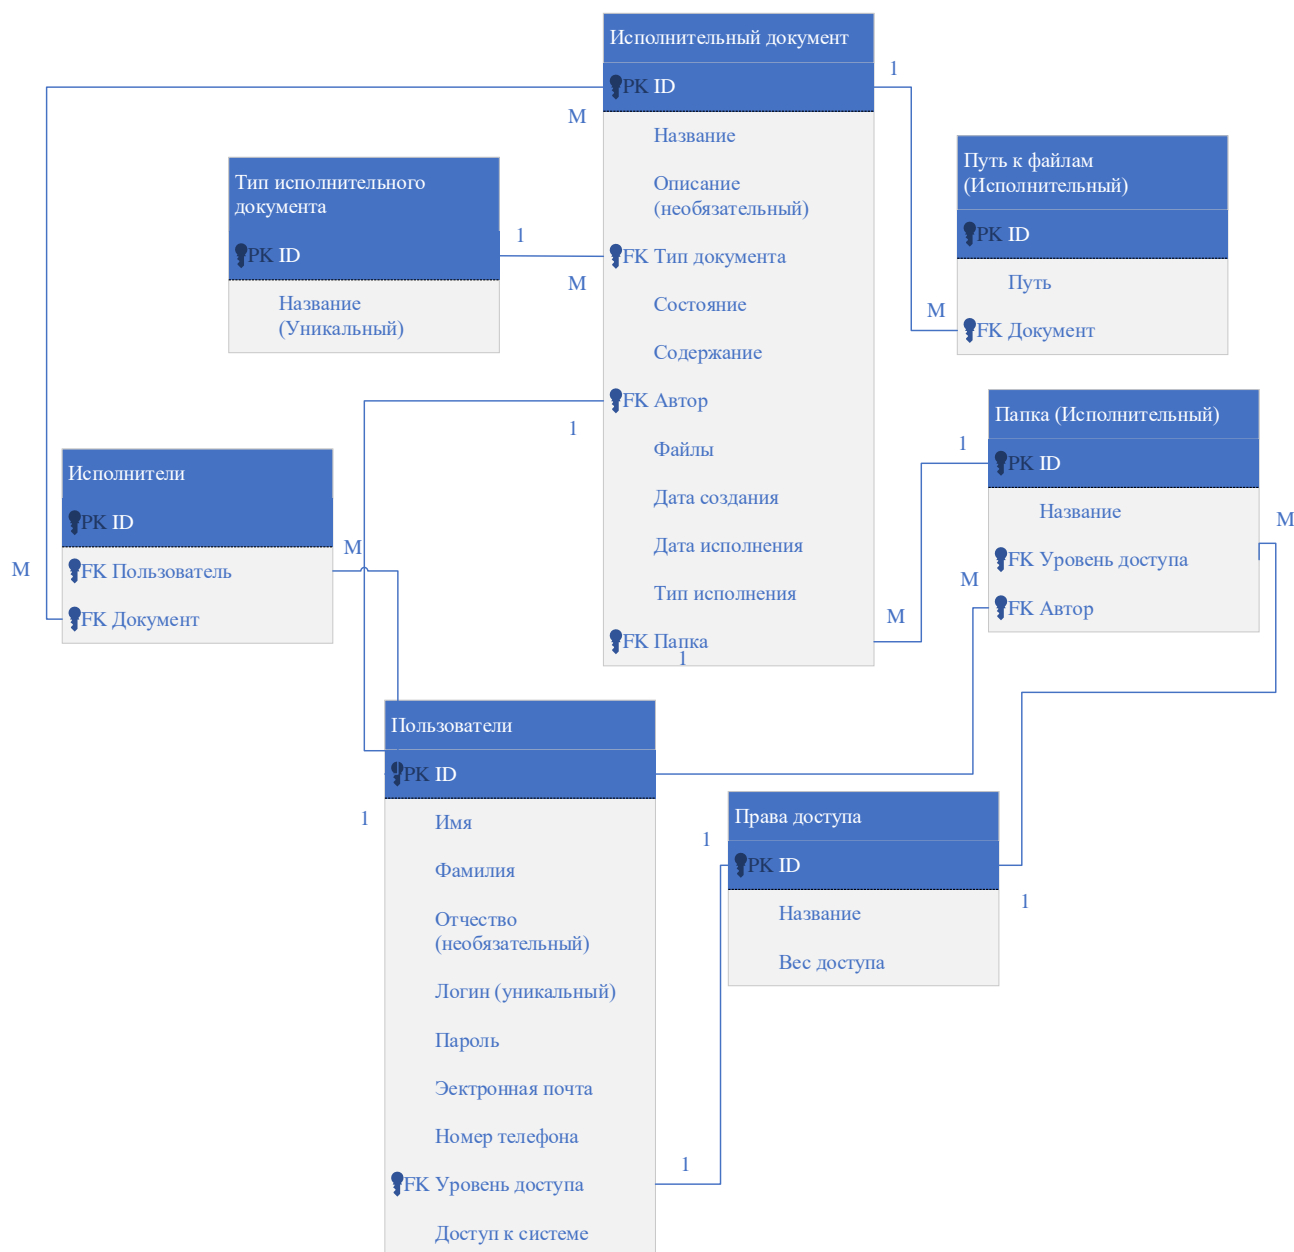 Исполнительный документ
PK ID
Название
Описание
(необязательный)
FK Тип документа
Состояние
Содержание
FK Автор
Файлы
Дата создания
Дата исполнения
Тип исполнения
FK Папка
1
M
1
M
1
M
1
Тип исполнительного
документа
PK ID
Название
(Уникальный)
Путь к файлам
(Исполнительный)
PK ID
Путь
FK Документ
M
Папка (Исполнительный)
PK ID
Название
FK Уровень доступа
FK Автор
1
M
M
M
Исполнители
PK ID
FK Пользователь
FK Документ
M
M
Пользователи
PK ID
Имя
Фамилия
Отчество
(необязательный)
Логин (уникальный)
Пароль
Эектронная почта
Номер телефона
FK Уровень доступа
Доступ к системе
1
1
Права доступа
PK ID
Название
Вес доступа
1
1